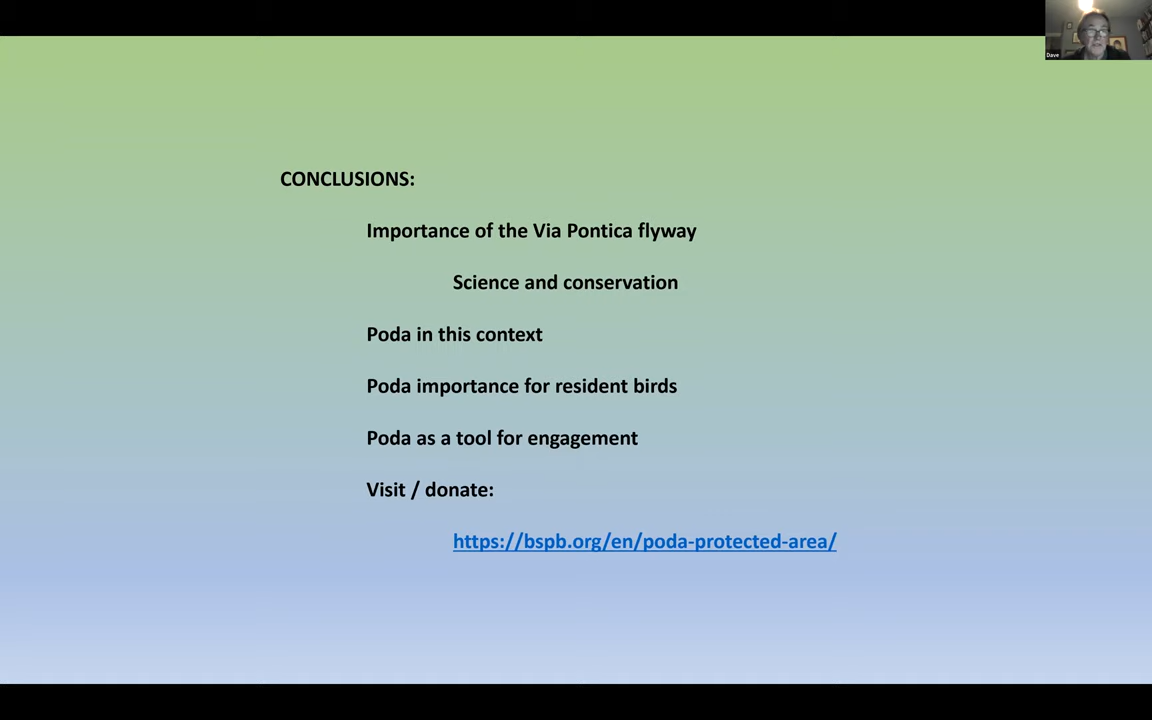 Dave
CONCLUSIONS:
Importance of the Via Pontica flyway
Science and conservation
Poda in this context
Poda importance for resident birds
Poda as a tool for engagement
Visit / donate:
https://bspb.org/en/poda-protected-area/